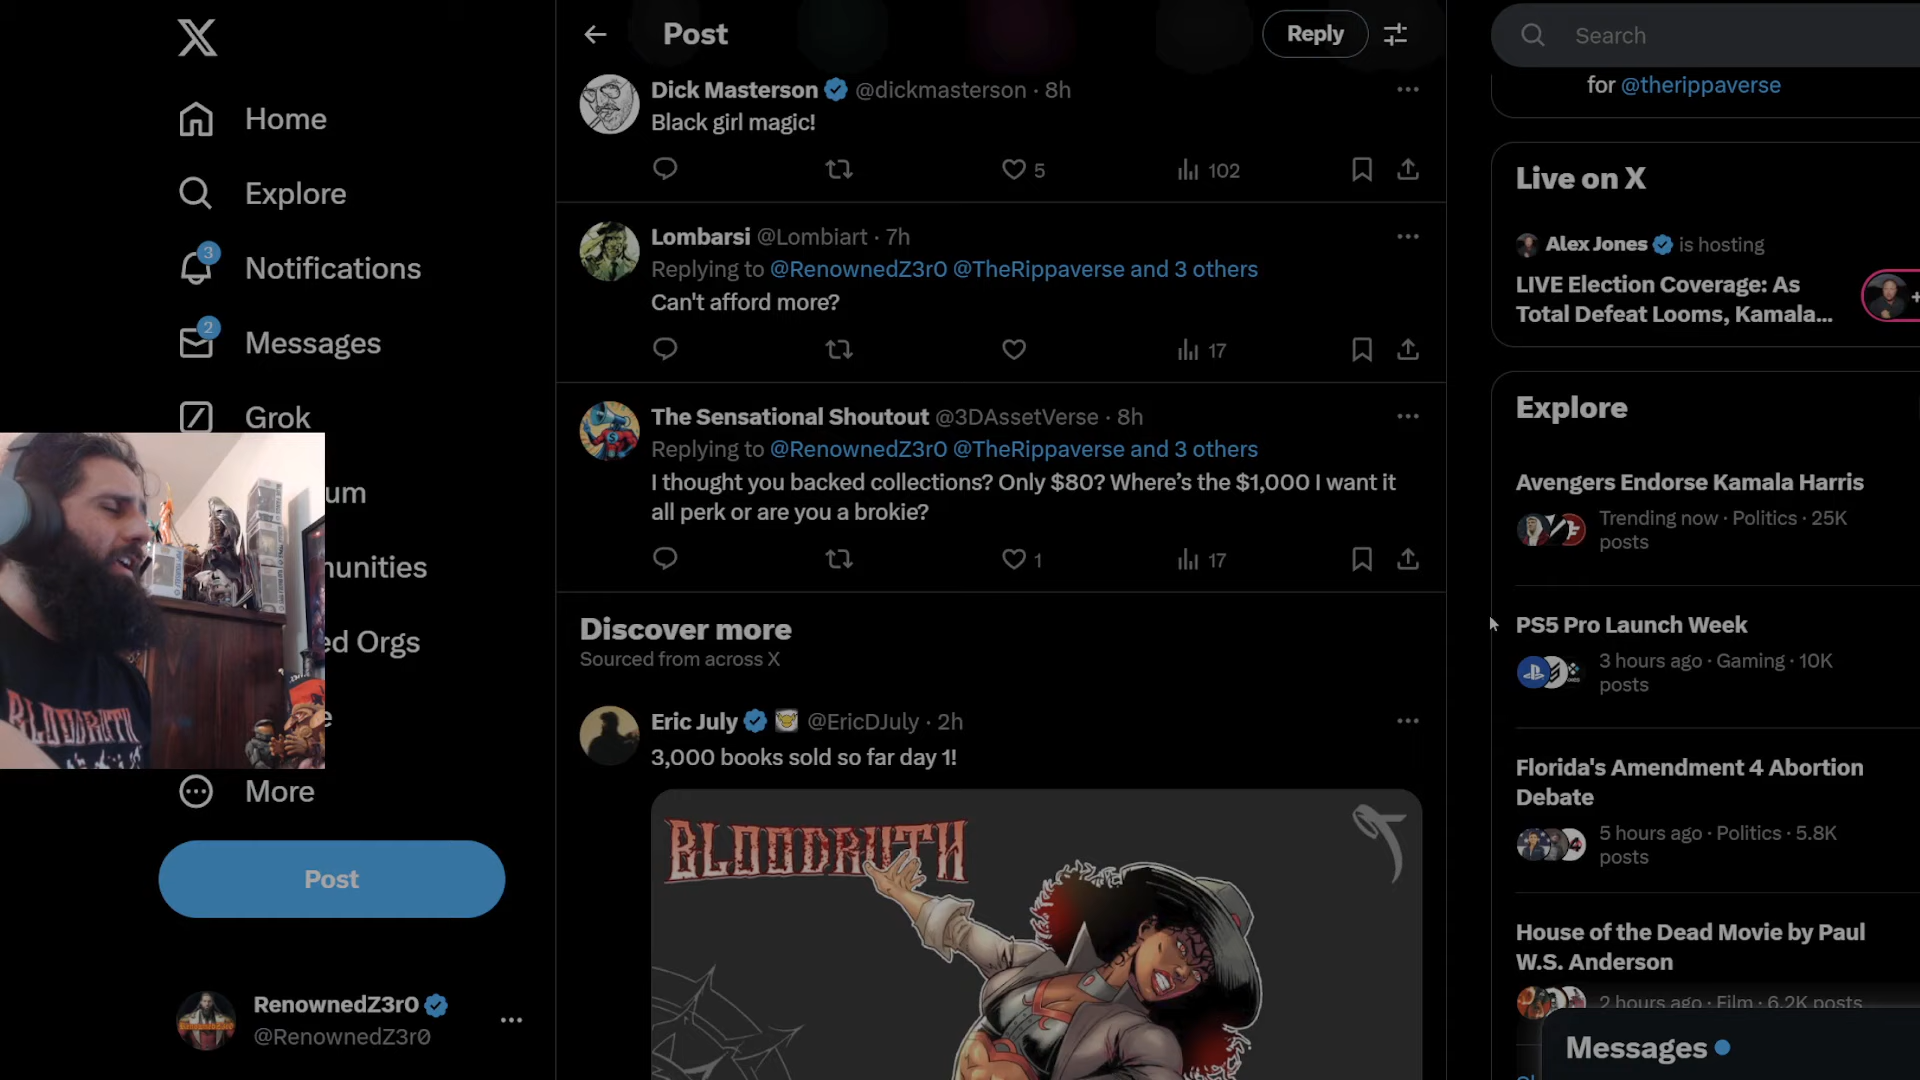 Home
Explore
3
Notifications
2
Messages
Grok
um
nunities
ed Orgs
e
More
Post
RenownedZ3r0
@RenownedZ3r0
BLOODRUTH
Post
Reply
Dick Masterson @dickmasterson · 8h
Black girl magic!
5
102
Lombarsi @Lombiart · 7h
Replying to @RenownedZ3r0 @TheRippaverse and 3 others
Can't afford more?
17
The Sensational Shoutout @3DAssetVerse · 8h
Replying to @RenownedZ3r0 @TheRippaverse and 3 others
I thought you backed collections? Only $80? Where's the $1,000 I want it
all perk or are you a brokie?
1
17
Discover more
Sourced from across X
Eric July @EricDJuly · 2h
3,000 books sold so far day 1!
BLOODRUTH
Search
for @therippaverse
Live on X
Alex Jones is hosting
LIVE Election Coverage: As
Total Defeat Looms, Kamala...
Explore
Avengers Endorse Kamala Harris
Trending now · Politics · 25K
posts
PS5 Pro Launch Week
3 hours ago · Gaming · 10K
posts
Florida's Amendment 4 Abortion
Debate
5 hours ago · Politics · 5.8K
posts
House of the Dead Movie by Paul
W.S. Anderson
2 hours ago · Film · 6.2K posts
Messages